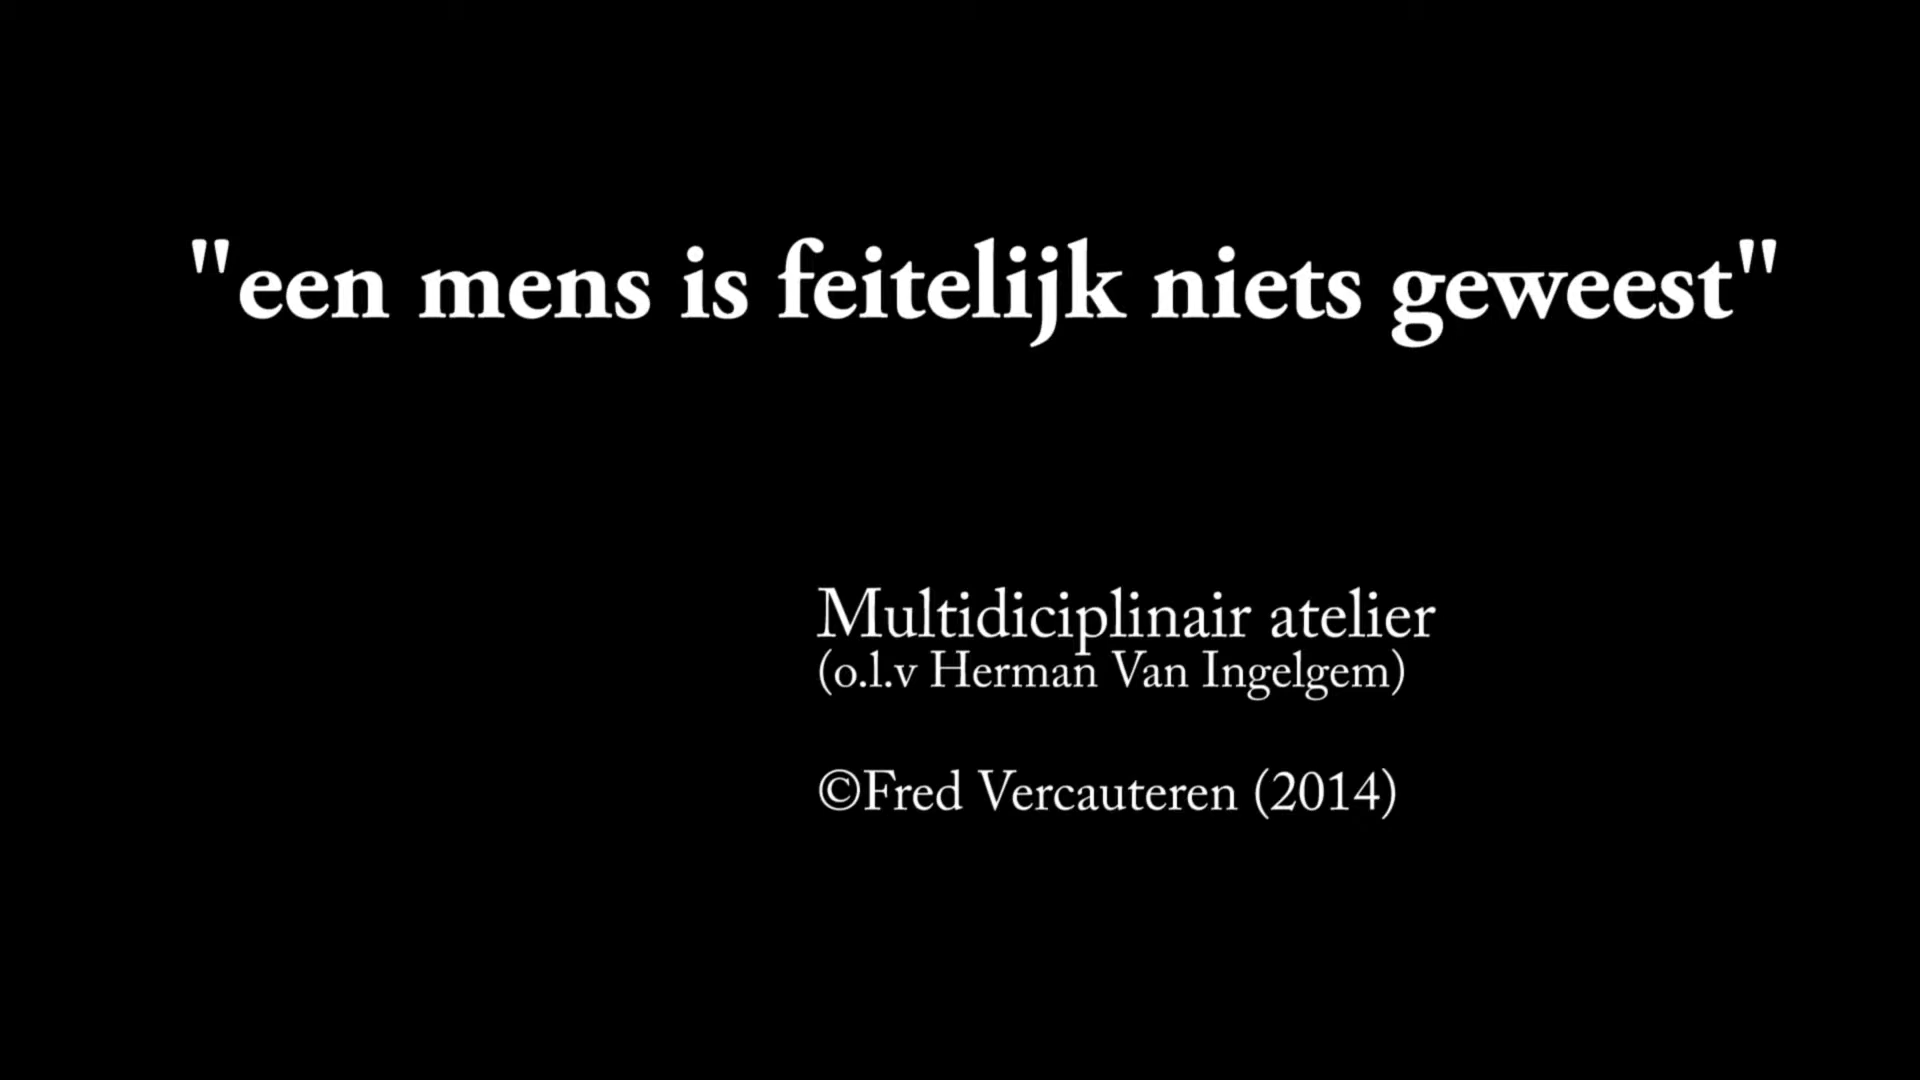 "een mens is feitelijk niets geweest"
Multidiciplinair atelier
(o.l.v Herman Van Ingelgem)
©Fred Vercauteren (2014)